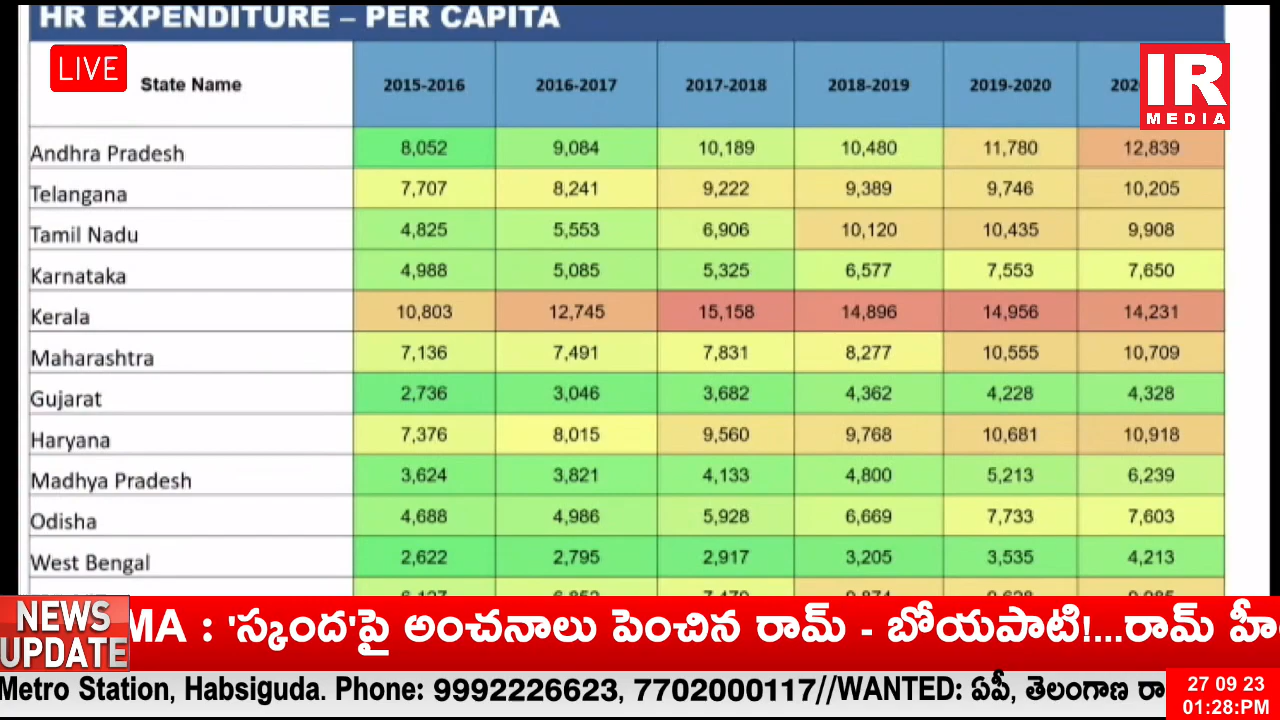 HR EXPENDITURE – PER CAPITA
LIVE
IR
MEDIA
State Name 2015-2016 2016-2017 2017-2018 2018-2019 2019-2020
Andhra Pradesh 8,052 9,084 10,189 10,480 11,780 12,839
Telangana 7,707 8,241 9,222 9,389 9,746 10,205
Tamil Nadu 4,825 5,553 6,906 10,120 10,435 9,908
Karnataka 4,988 5,085 5,325 6,577 7,553 7,650
Kerala 10,803 12,745 15,158 14,896 14,956 14,231
Maharashtra 7,136 7,491 7,831 8,277 10,555 10,709
Gujarat 2,736 3,046 3,682 4,362 4,228 4,328
Haryana 7,376 8,015 9,560 9,768 10,681 10,918
Madhya Pradesh 3,624 3,821 4,133 4,800 5,213 6,239
Odisha 4,688 4,986 5,928 6,669 7,733 7,603
West Bengal 2,622 2,795 2,917 3,205 3,535 4,213
NEWS
UPDATE
MA : 'స్కంద'పై అంచనాలు పెంచిన రామ్ - బోయపాటి!...రామ్
Metro Station, Habsiguda. Phone: 9992226623, 7702000117//WANTED: ఏపీ, తెలంగాణ రా
27 09 23
01:28:PM